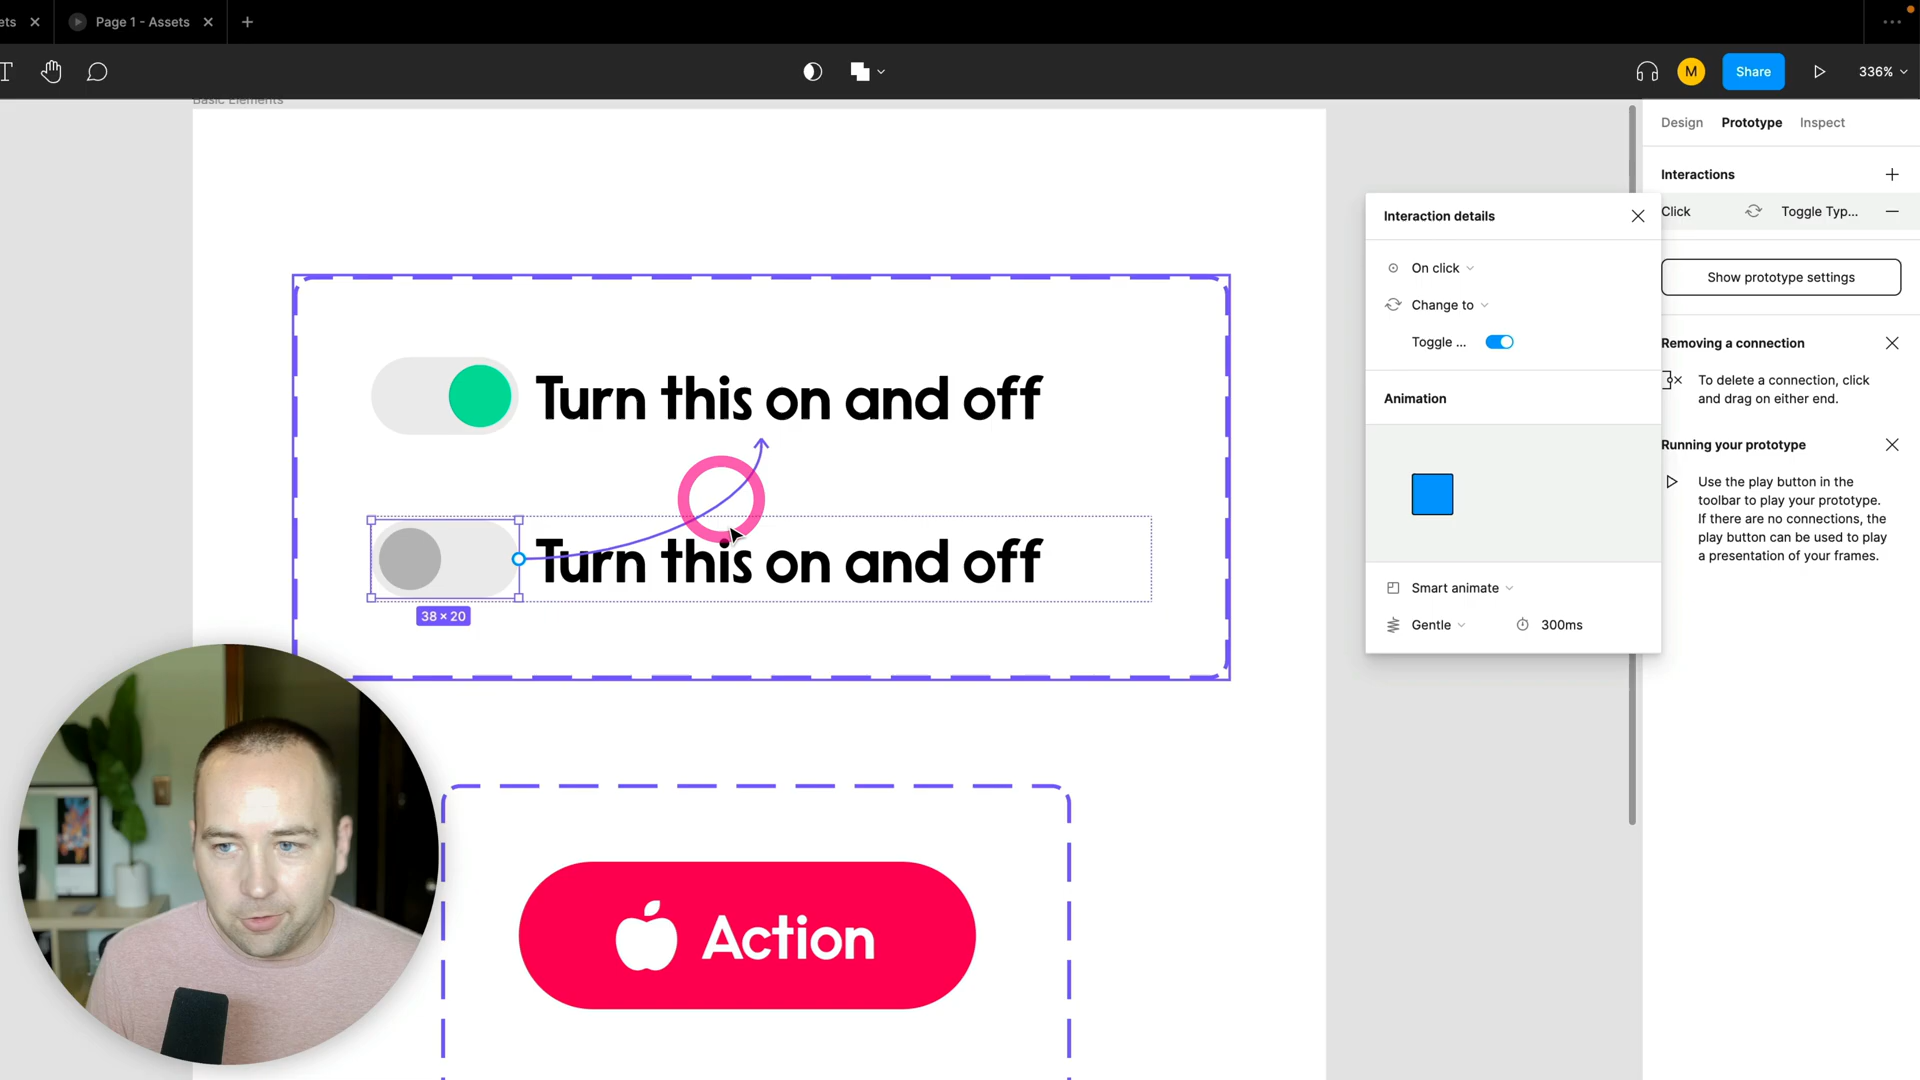 ets
Page 1 - Assets
T
M
Share
336%
Basic Elements
Design Prototype Inspect
Interactions
Click Toggle Typ...
Show prototype settings
Removing a connection
To delete a connection, click
and drag on either end.
Running your prototype
Use the play button in the
toolbar to play your prototype.
If there are no connections, the
play button can be used to play
a presentation of your frames.
Interaction details
On click
Change to
Toggle ...
Animation
Smart animate
Gentle 300ms
Turn this on and off
Turn this on and off
38 × 20
Action